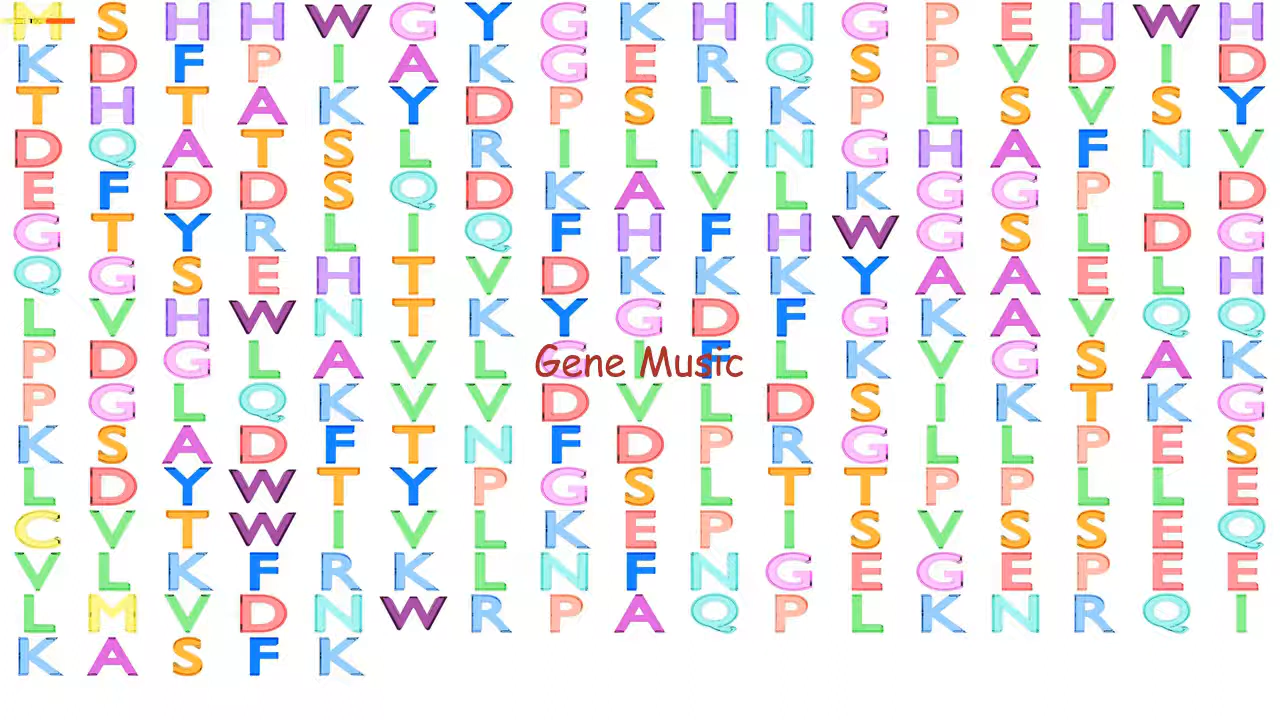 M S H H W G Y G K H N G P E H W H
K D F P I A K G E R Q S P V D I D
T H T A K Y D P S L K P L S V S Y
D Q A T S L R I L N N G H A F N V
E F D D S Q D K A V L K G G P L D
G T Y R L I Q F H F H W G S L D G
Q G S E H T V D K K K Y A A E L H
L V H W N T K Y G D F G K A V Q Q
P D G L A V L G I F L K V G S A K
Gene Music
P G L Q K V V D V L D S I K T K G
K S A D F T N F D P R G L L P E S
L D Y W T Y P G S L T T P P L L E
C V T W I V L K E P I S V S S E Q
V L K F R K L N F N G E G E P E E
L M V D N W R P A Q P L K N R Q I
K A S F K